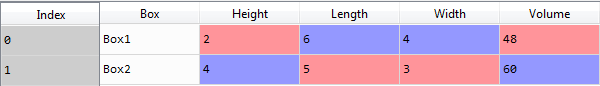 Index Box Height Length Width Volume
0 Box1 2 6 4 48
1 Box2 4 5 3 60